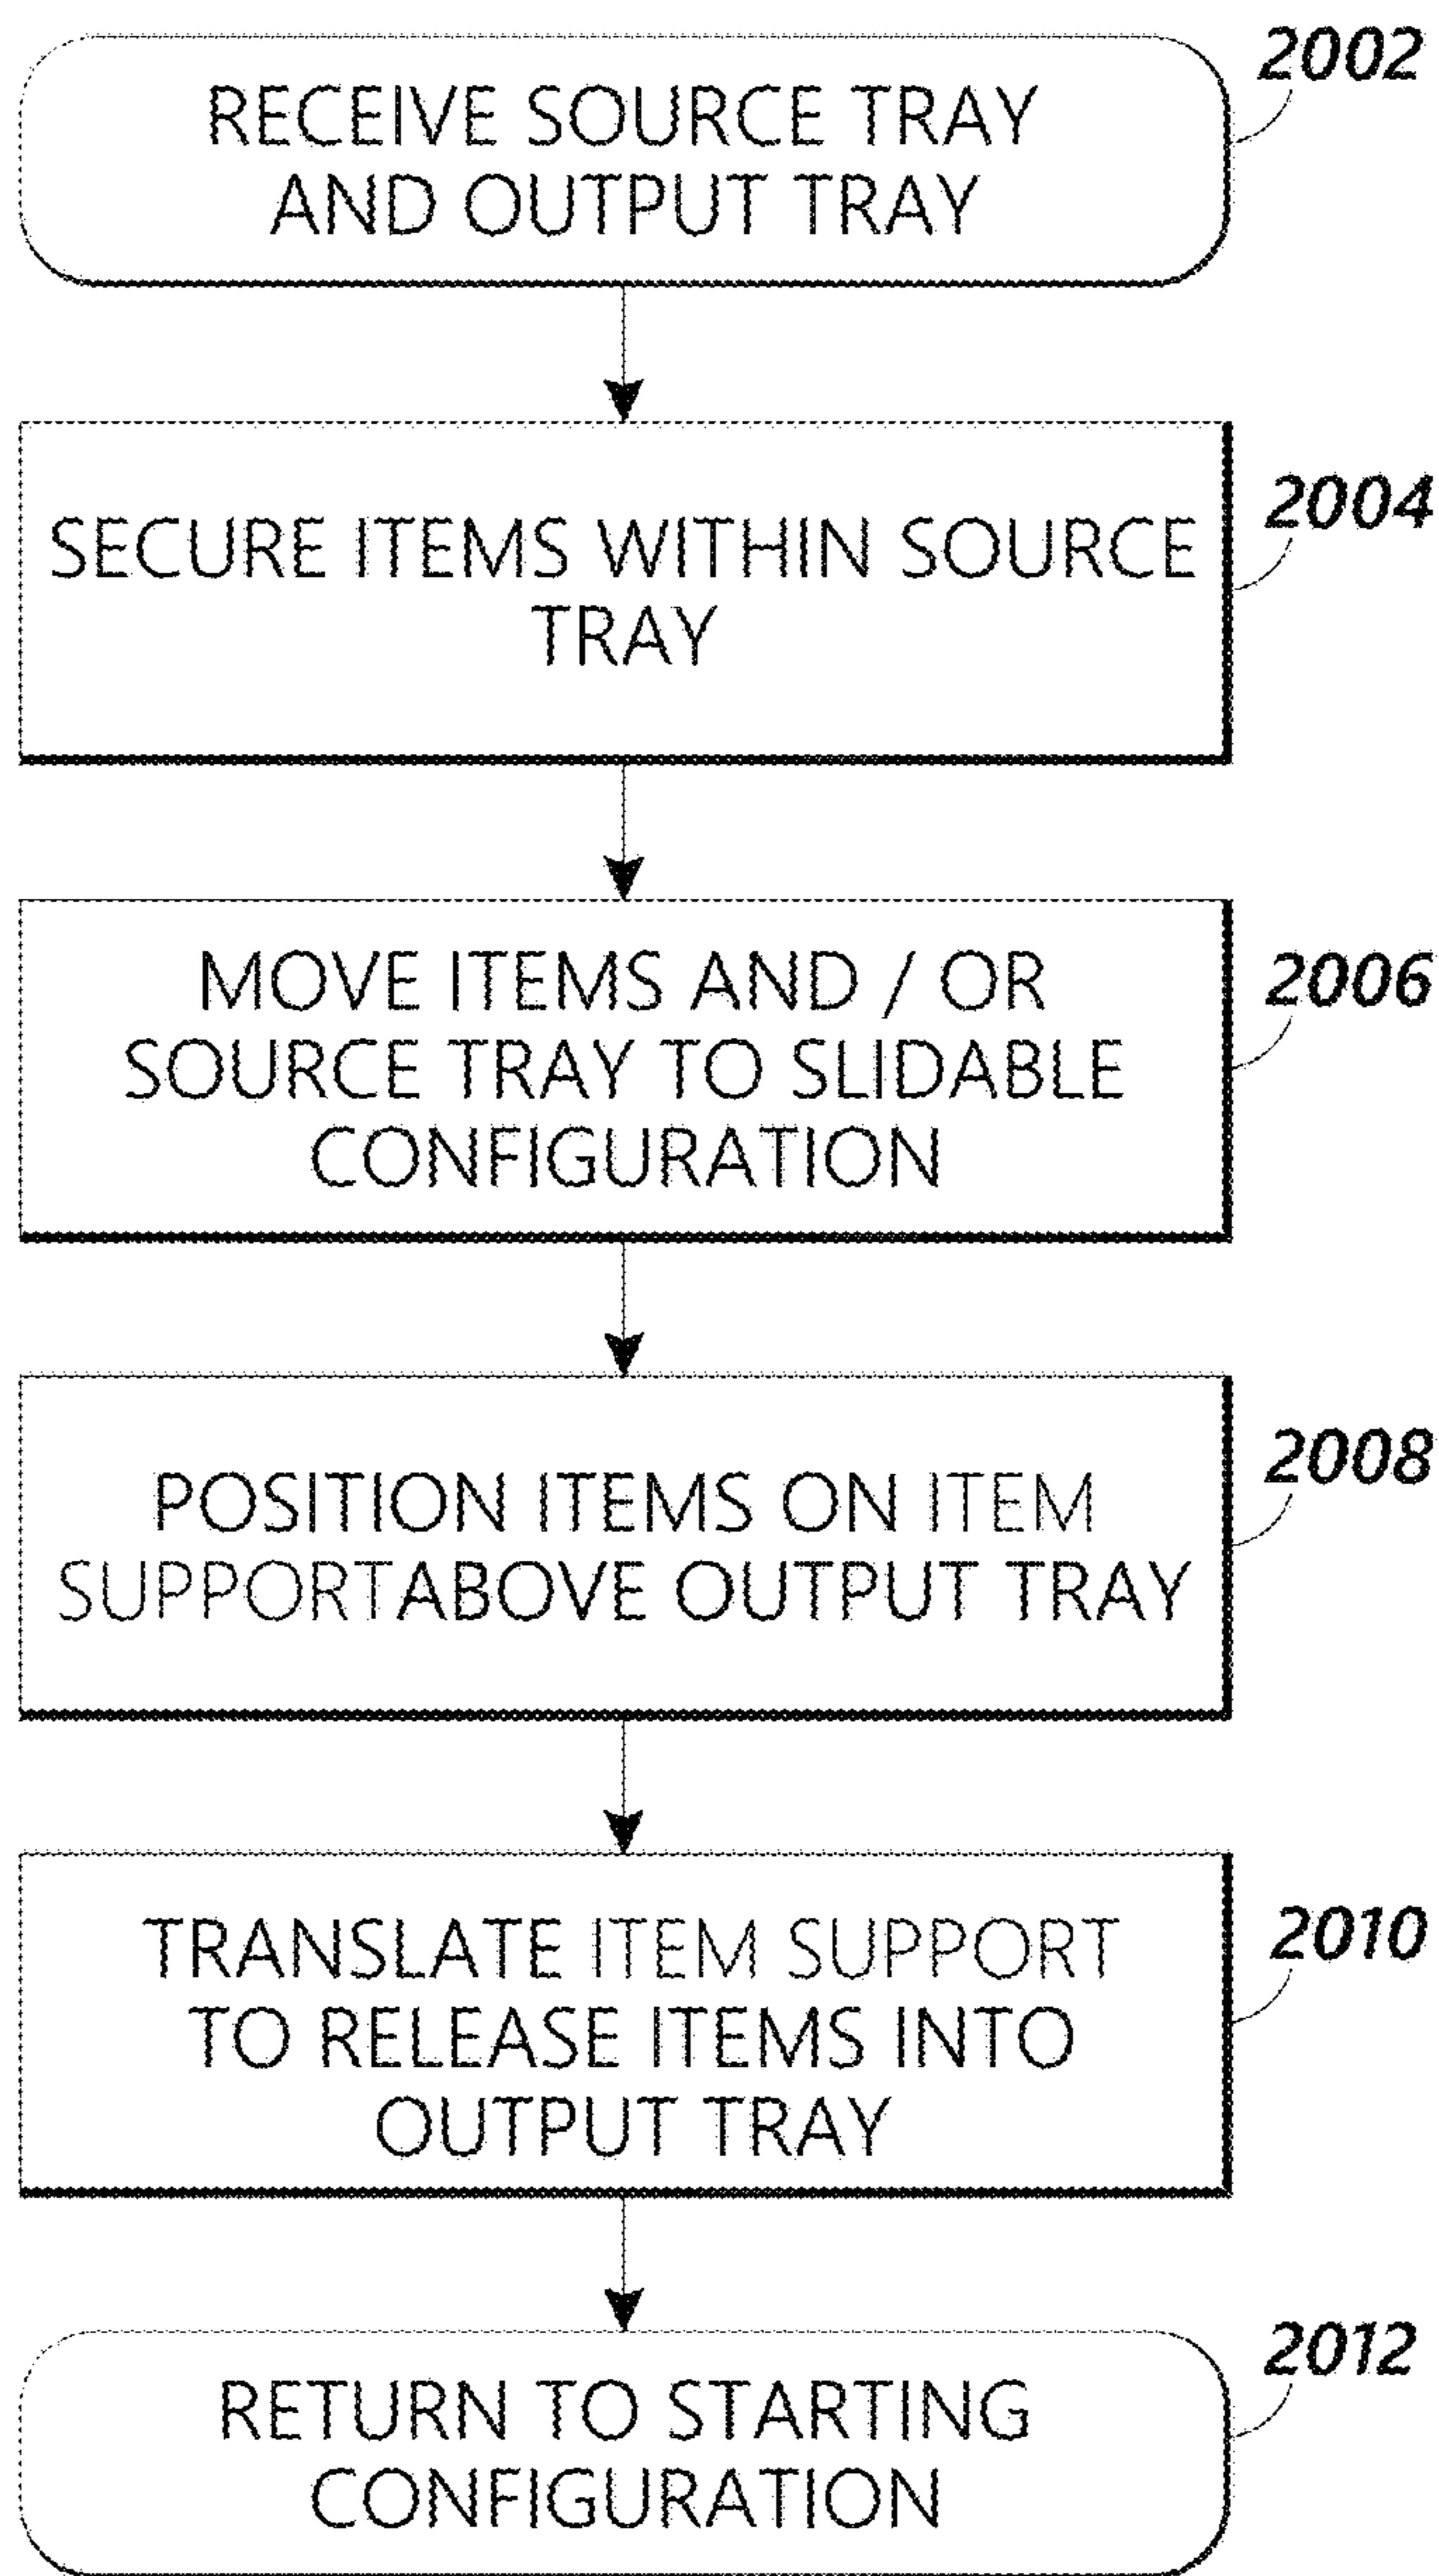 RECEIVE SOURCE TRAY
AND OUTPUT TRAY
2002
SECURE ITEMS WITHIN SOURCE
TRAY
2004
MOVE ITEMS AND / OR
SOURCE TRAY TO SLIDABLE
CONFIGURATION
2006
POSITION ITEMS ON ITEM
SUPPORTABOVE OUTPUT TRAY
2008
TRANSLATE ITEM SUPPORT
TO RELEASE ITEMS INTO
OUTPUT TRAY
2010
RETURN TO STARTING
CONFIGURATION
2012